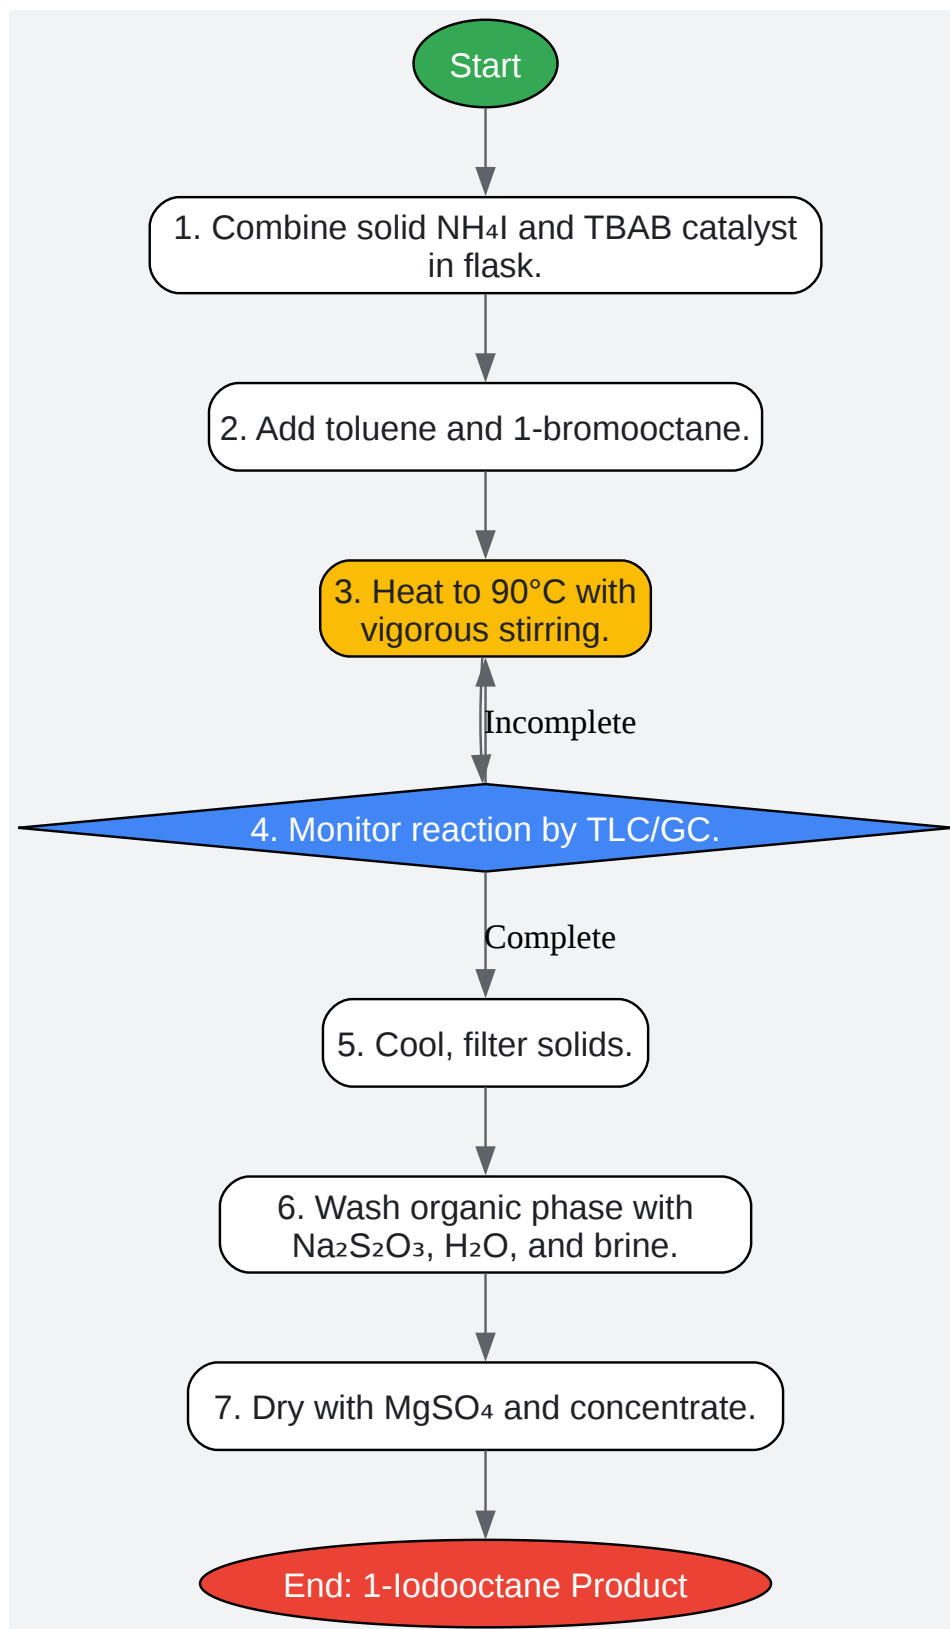 Start
1. Combine solid NH₄I and TBAB catalyst
in flask.
2. Add toluene and 1-bromooctane.
3. Heat to 90°C with
vigorous stirring.
Incomplete
4. Monitor reaction by TLC/GC.
Complete
5. Cool, filter solids.
6. Wash organic phase with
Na₂S₂O₃, H₂O, and brine.
7. Dry with MgSO₄ and concentrate.
End: 1-Iodooctane Product